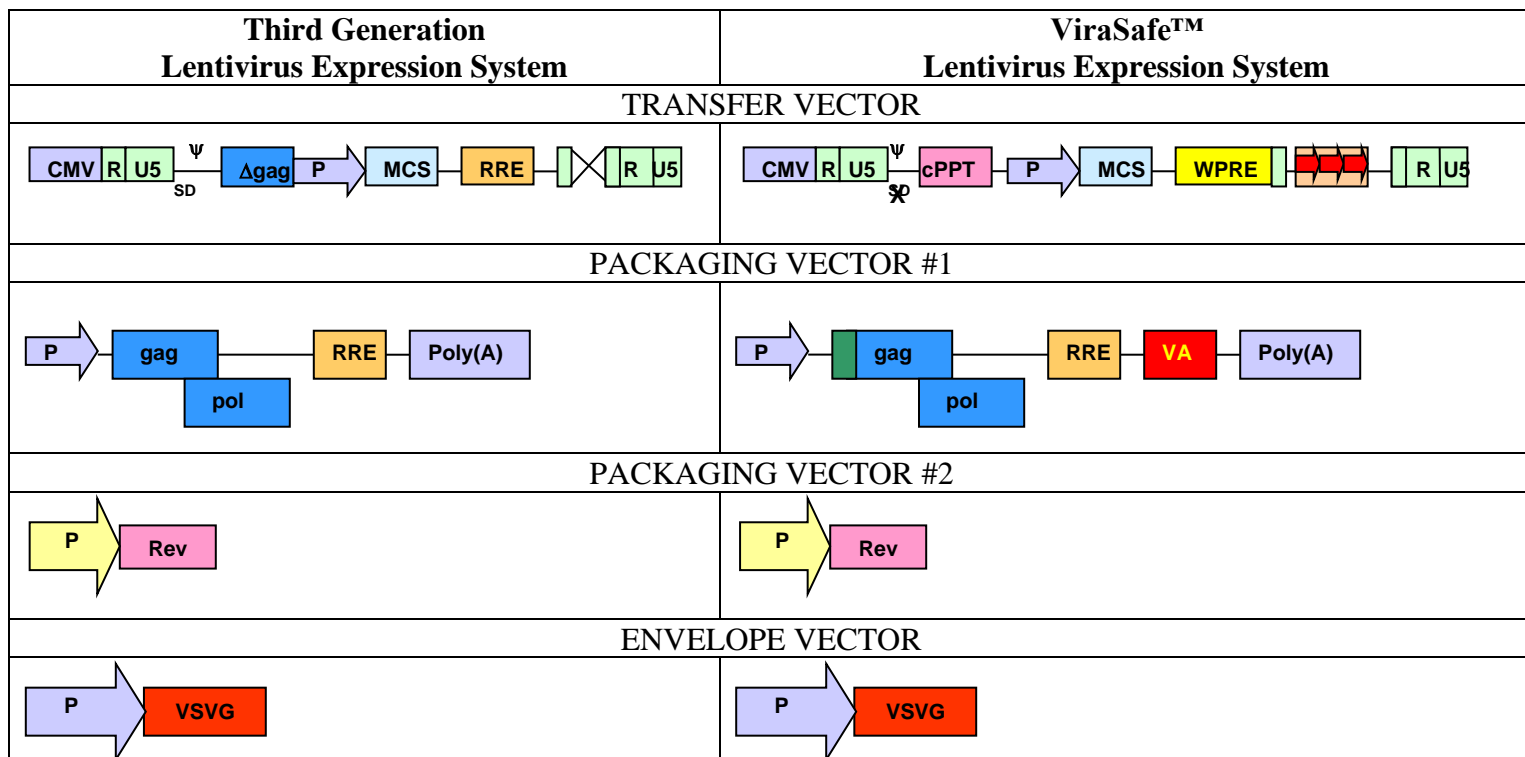 Third Generation
Lentivirus Expression System
ViraSafe™
Lentivirus Expression System
TRANSFER VECTOR
CMV R U5 ψ SD Δgag P MCS RRE R U5
CMV R U5 ψ SD X cPPT P MCS WPRE R U5
PACKAGING VECTOR #1
P gag pol RRE Poly(A)
P gag pol RRE VA Poly(A)
PACKAGING VECTOR #2
P Rev
P Rev
ENVELOPE VECTOR
P VSVG
P VSVG